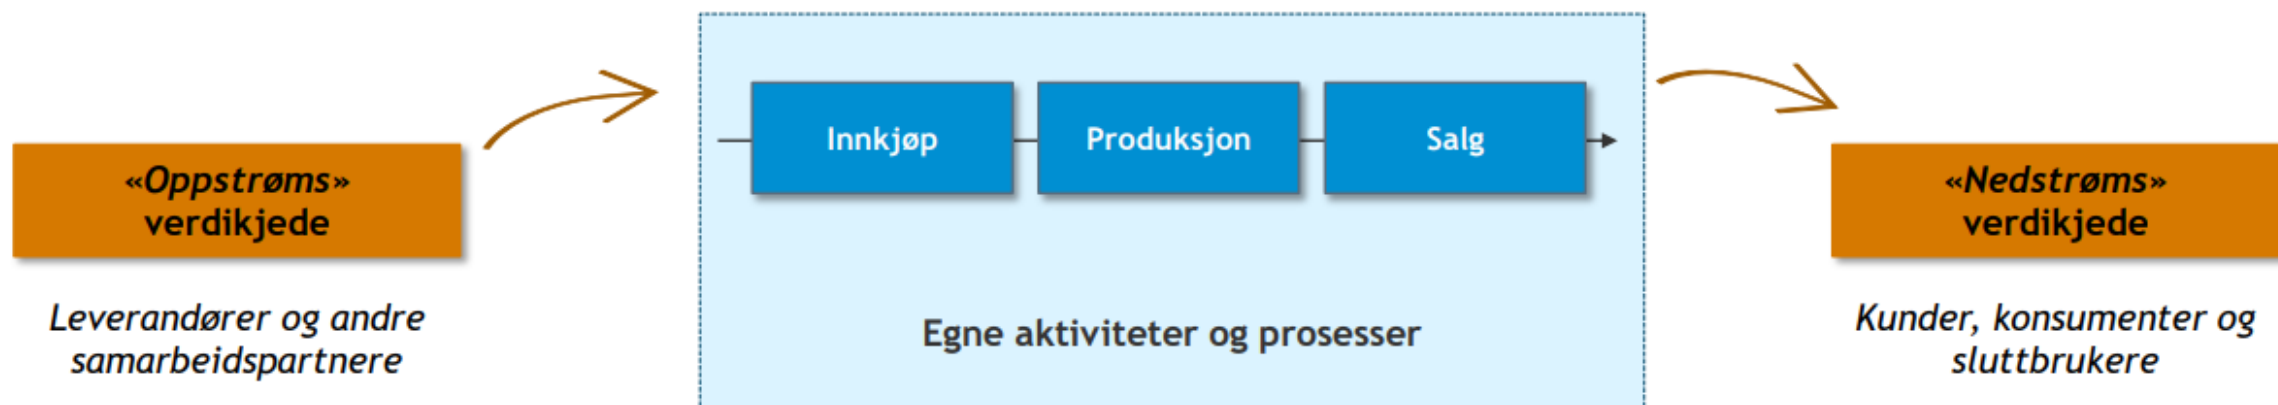 «Oppstrøms»
verdikjede
Leverandører og andre
samarbeidspartnere
Innkjøp
Produksjon
Salg
Egne aktiviteter og prosesser
«Nedstrøms»
verdikjede
Kunder, konsumenter og
sluttbrukere